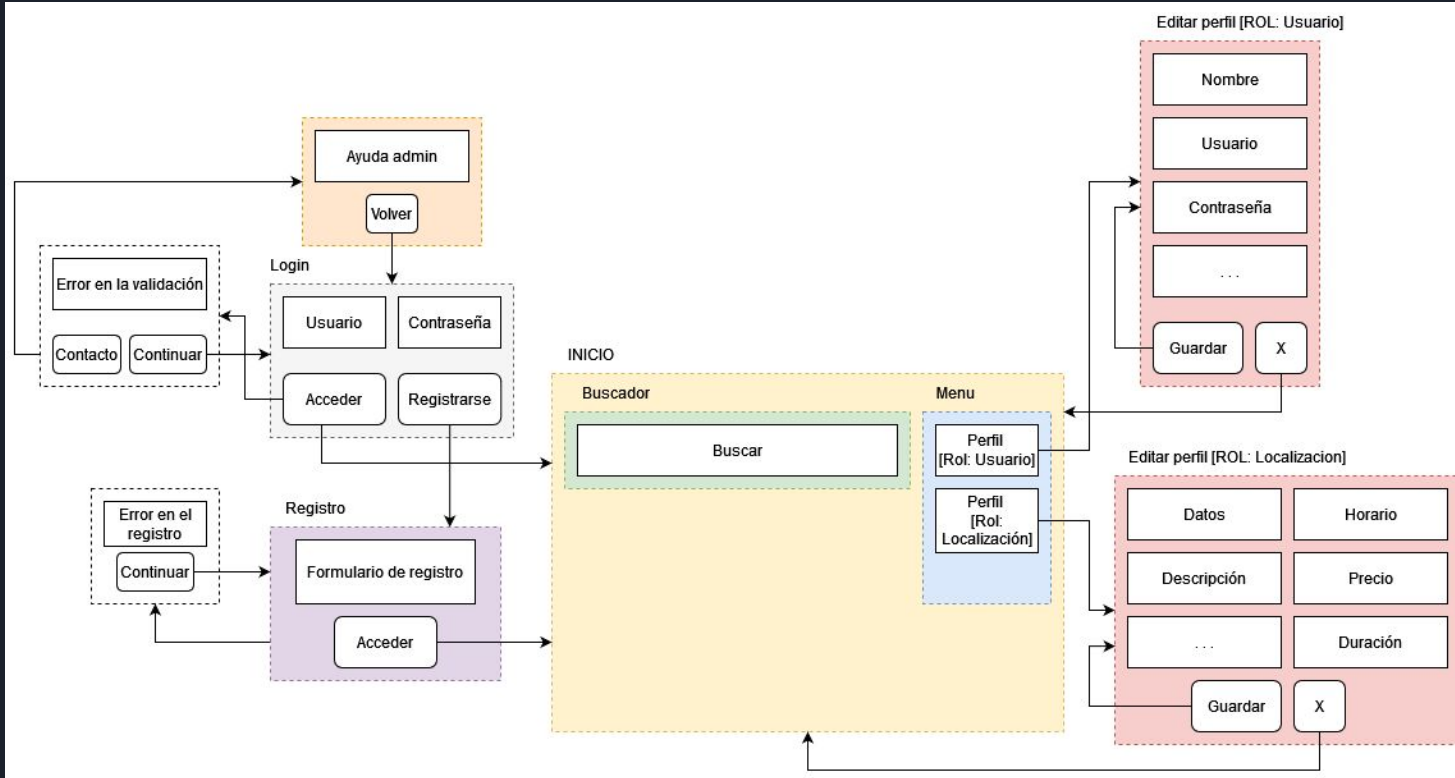 Editar perfil [ROL: Usuario]
Nombre
Usuario
Contraseña
. . .
Guardar
X
Ayuda admin
Volver
Error en la validación
Contacto
Continuar
Login
Usuario
Contraseña
Acceder
Registrarse
INICIO
Buscador
Buscar
Menu
Perfil
[Rol: Usuario]
Perfil
[Rol:
Localización]
Error en el
registro
Continuar
Registro
Formulario de registro
Acceder
Editar perfil [ROL: Localizacion]
Datos
Horario
Descripción
Precio
. . .
Duración
Guardar
X